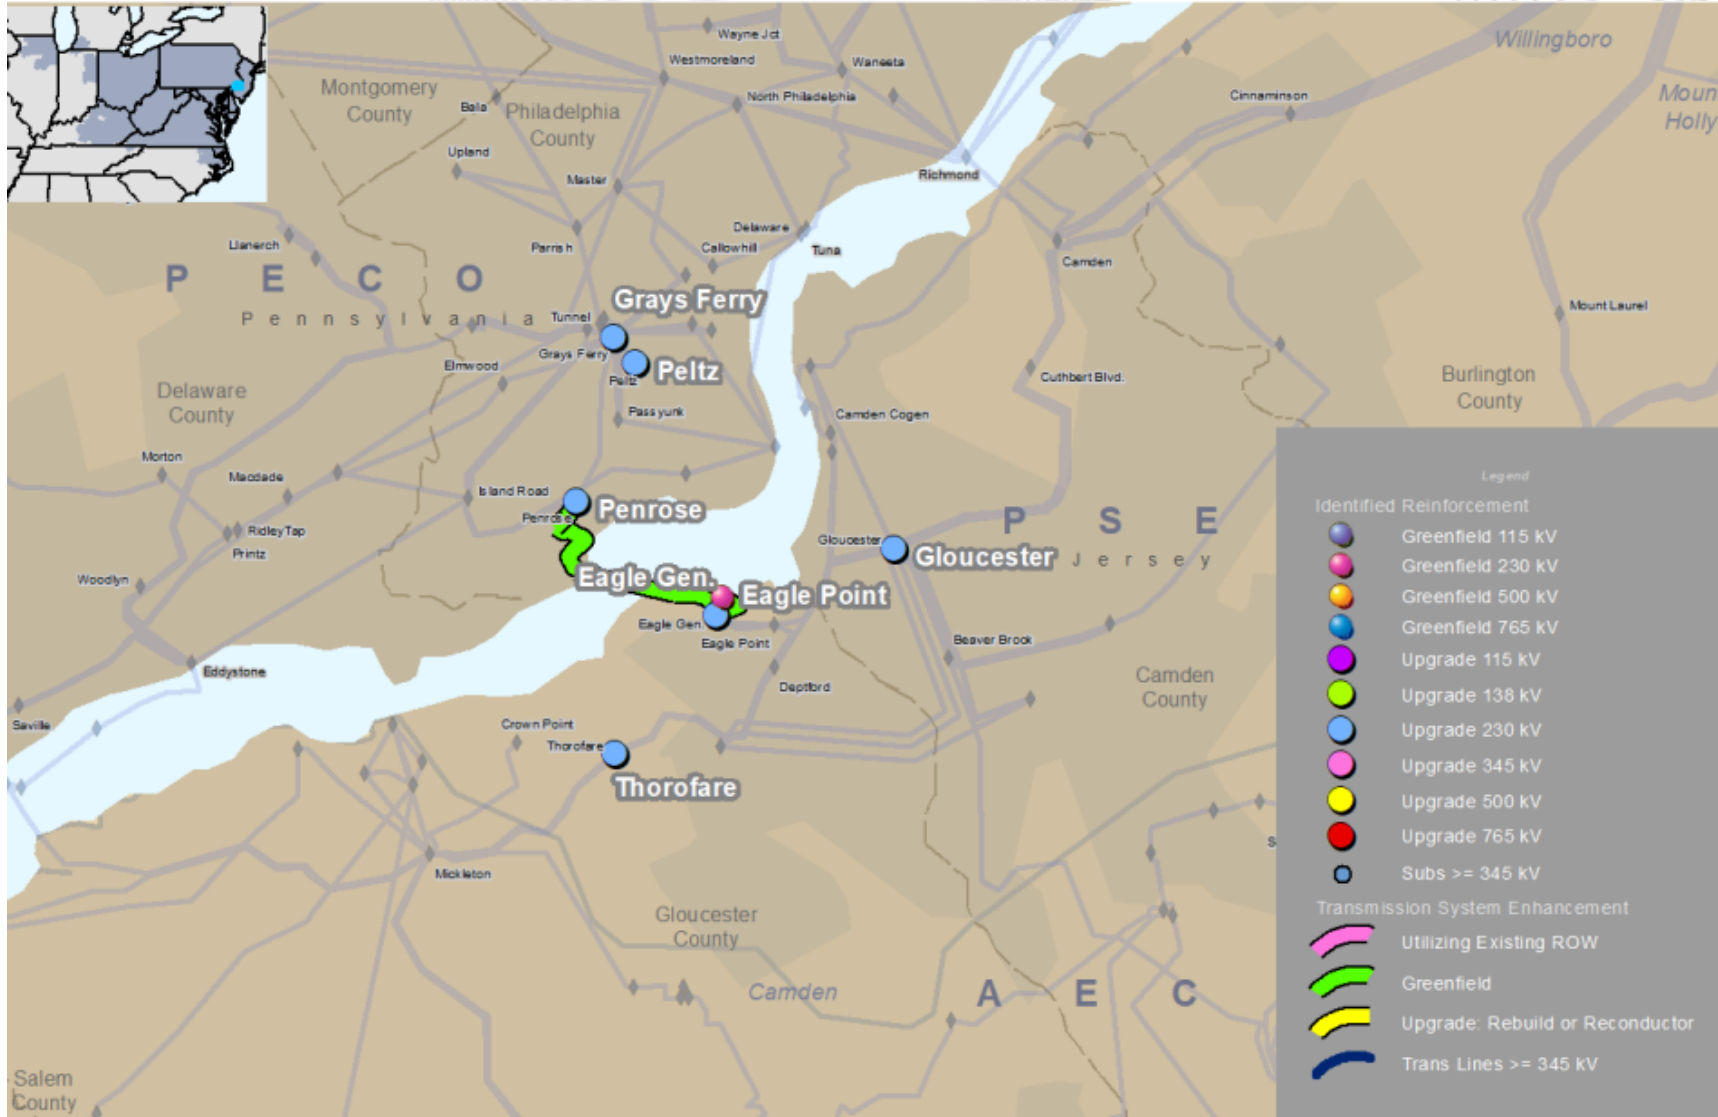 Willingboro
Wayne Jct
Westmoreland
Waneeta
Montgomery
County
Bala
Philadelphia
County
North Philadelphia
Cinnaminson
Moun
Holly
Upland
Master
Richmond
Llanerch
Parrish
Delaware
Callowhill
Tuna
Camden
PECO
Pennsylvania
Grays Ferry
Tunnel
Grays Ferry
Mount Laurel
Elmwood
Peltz
Peltz
Cuthbert Blvd.
Delaware
County
Burlington
County
Passyunk
Camden Cogen
Morton
Macdade
Island Road
Penrose
Penrose
Ridley Tap
Printz
Gloucester
Gloucester
PSE
Jersey
Woodlyn
Eagle Gen.
Eagle Point
Eagle Gen.
Eagle Point
Beaver Brook
Eddystone
Deptford
Camden
County
Saville
Crown Point
Thorofare
Thorofare
Mickleton
Gloucester
County
Camden
AEC
Salem
County
S
Legend
Identified Reinforcement
Greenfield 115 kV
Greenfield 230 kV
Greenfield 500 kV
Greenfield 765 kV
Upgrade 115 kV
Upgrade 138 kV
Upgrade 230 kV
Upgrade 345 kV
Upgrade 500 kV
Upgrade 765 kV
Subs >= 345 kV
Transmission System Enhancement
Utilizing Existing ROW
Greenfield
Upgrade: Rebuild or Reconductor
Trans Lines >= 345 kV